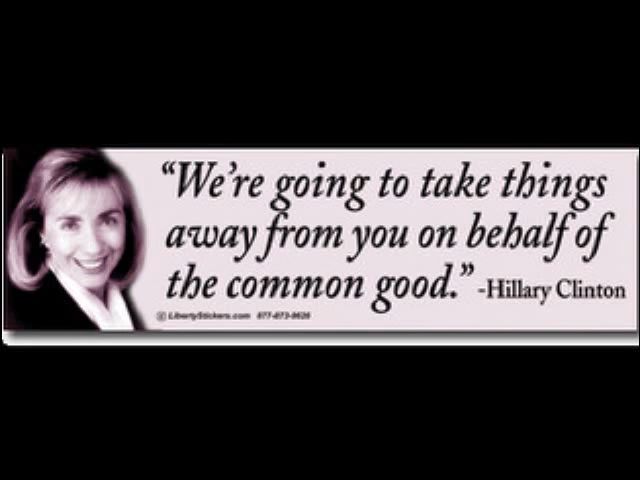 “We’re going to take things
away from you on behalf of
the common good.” -Hillary Clinton
© LibertyStickers.com 877-873-9626